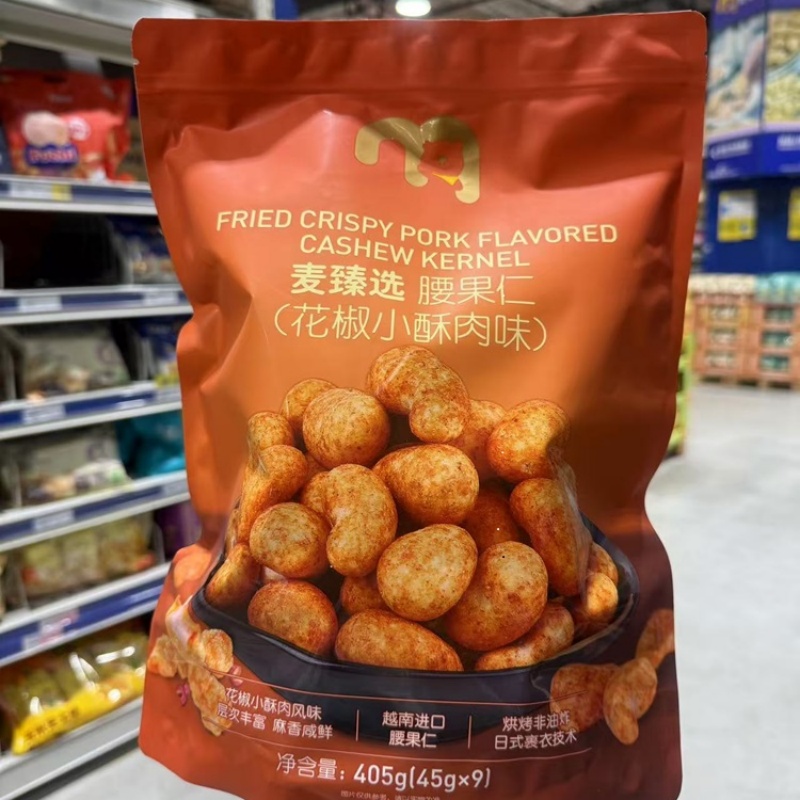 FRIED CRISPY PORK FLAVORED
CASHEW KERNEL
麦臻选 腰果仁
(花椒小酥肉味)
花椒小酥肉风味
层次丰富 麻香咸鲜
越南进口
腰果仁
烘烤非油炸
日式裹衣技术
净含量: 405g(45g×9)